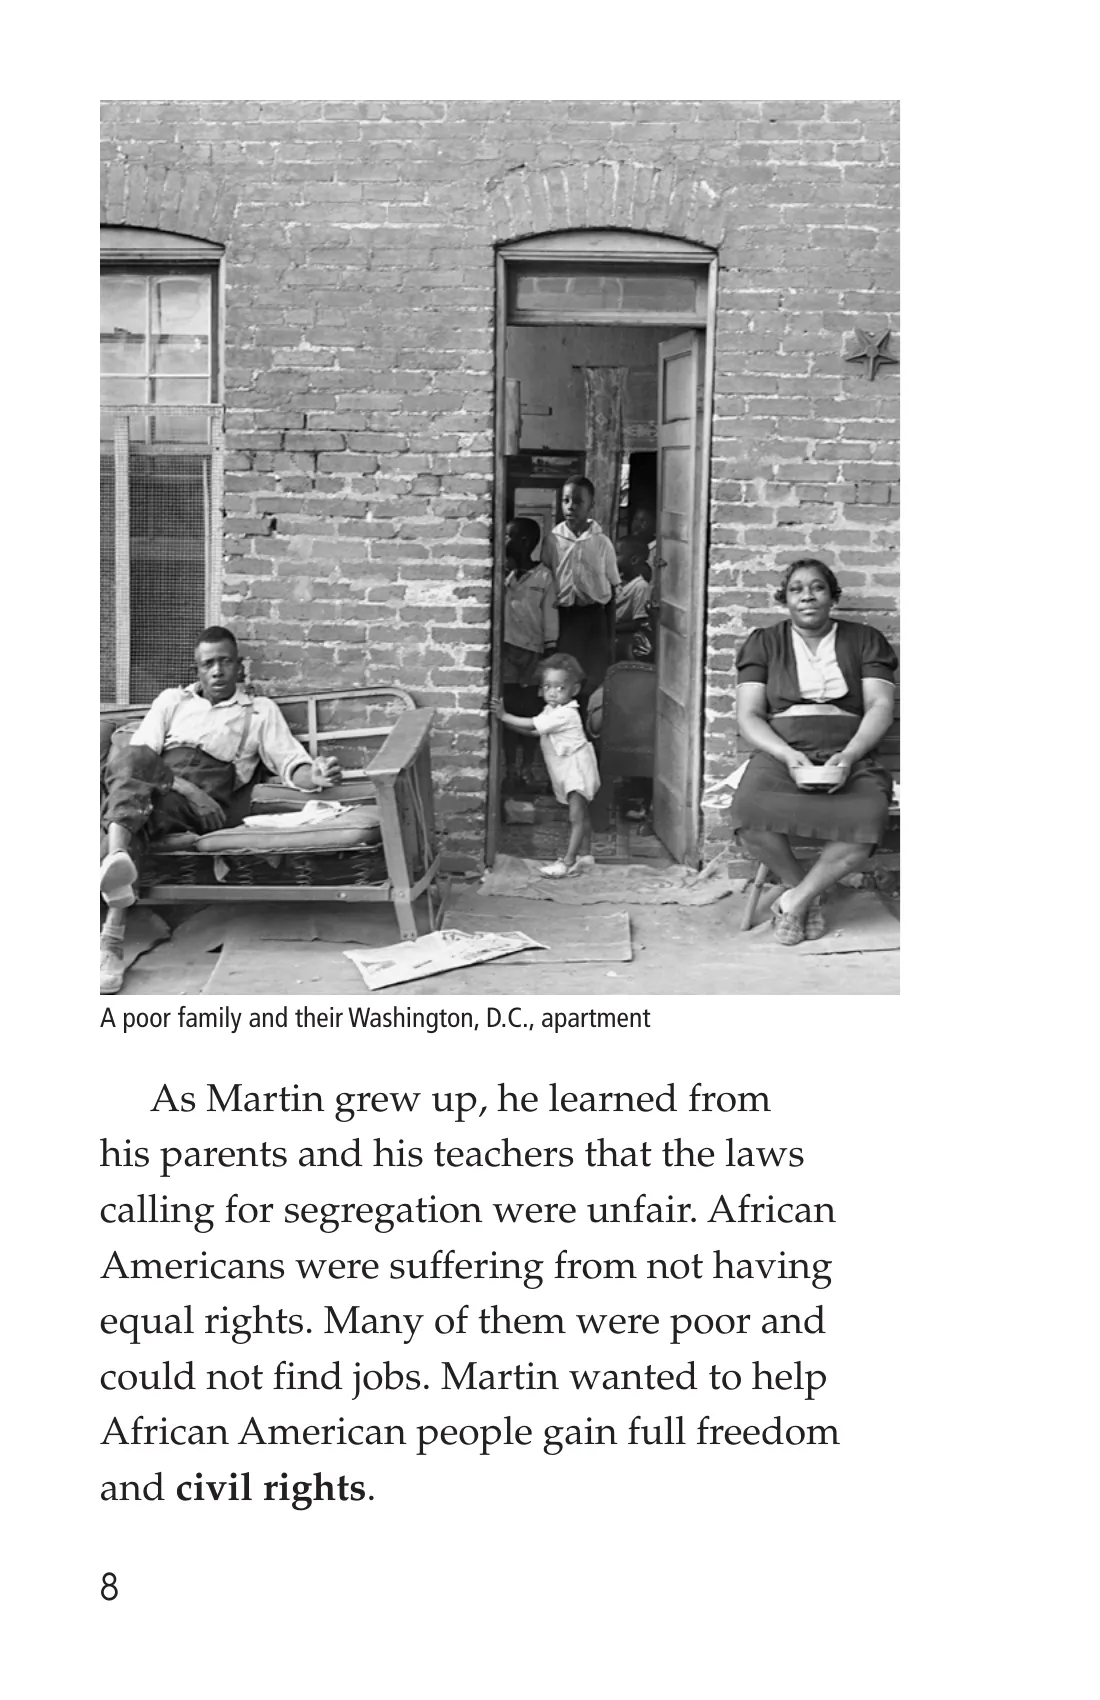 A poor family and their Washington, D.C., apartment
As Martin grew up, he learned from
his parents and his teachers that the laws
calling for segregation were unfair. African
Americans were suffering from not having
equal rights. Many of them were poor and
could not find jobs. Martin wanted to help
African American people gain full freedom
and civil rights.
8